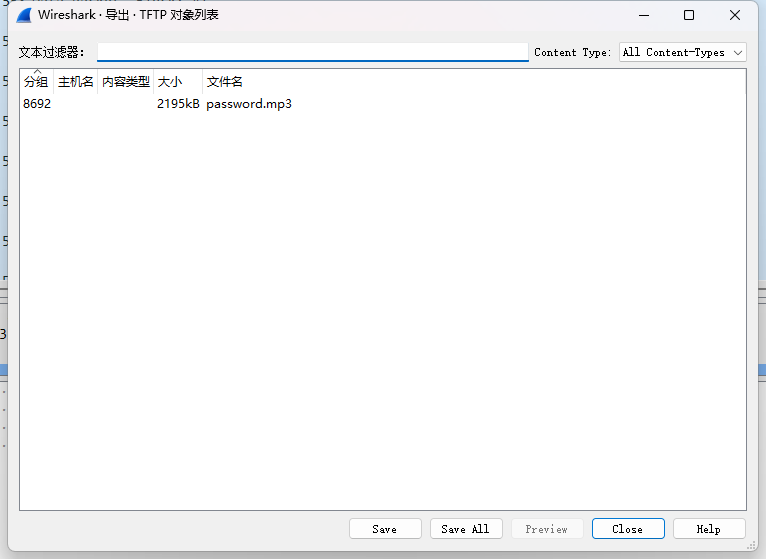 Wireshark · 导出 · TFTP 对象列表
文本过滤器： Content Type: All Content-Types
分组 主机名 内容类型 大小 文件名
8692 2195kB password.mp3
Save Save All Preview Close Help